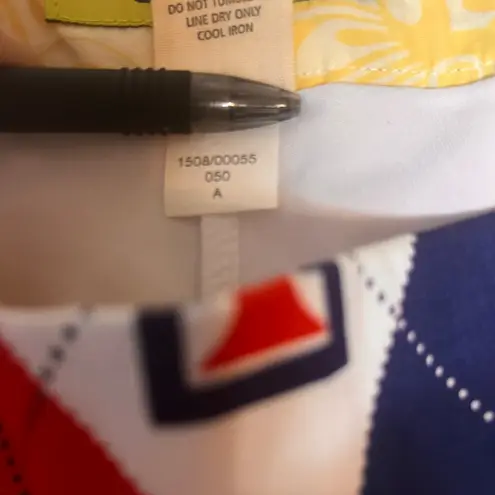 DO NOT TUMBLE
LINE DRY ONLY
COOL IRON
1508/00055
050
A